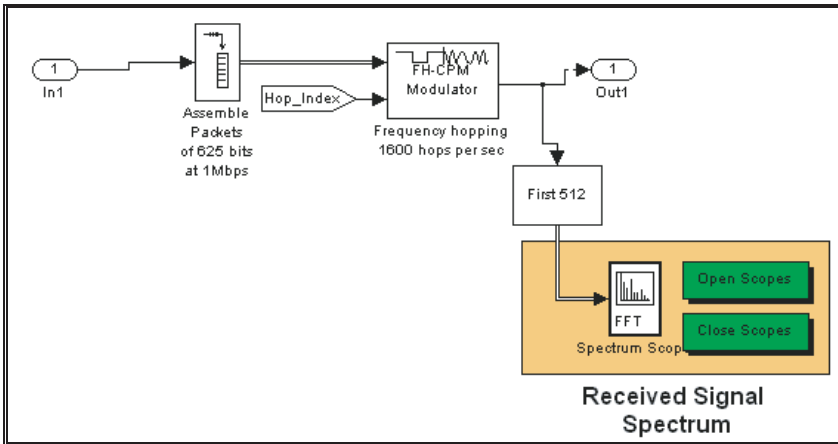 1
In1
Assemble
Packets
of 625 bits
at 1Mbps
Hop_Index
FH-CPM
Modulator
Frequency hopping
1600 hops per sec
1
Out1
First 512
FFT
Spectrum Scop
Open Scopes
Close Scopes
Received Signal
Spectrum